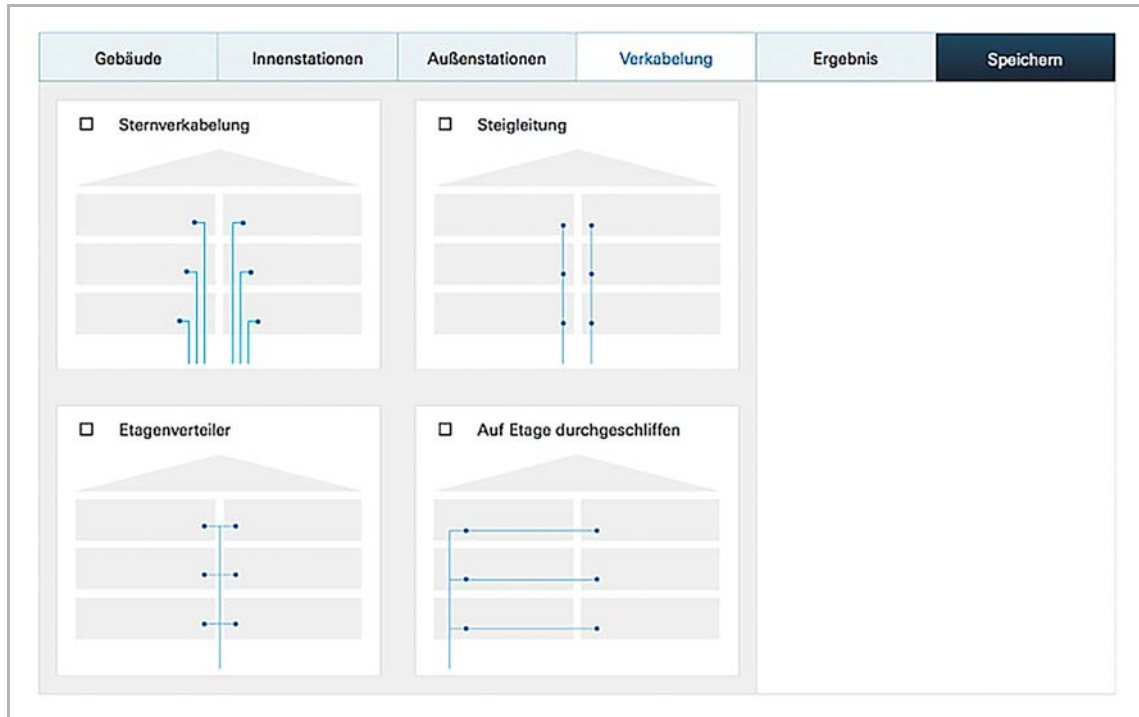 Gebäude Innenstationen Außenstationen Verkabelung Ergebnis Speichern
Sternverkabelung
Steigleitung
Etagenverteiler
Auf Etage durchgeschliffen